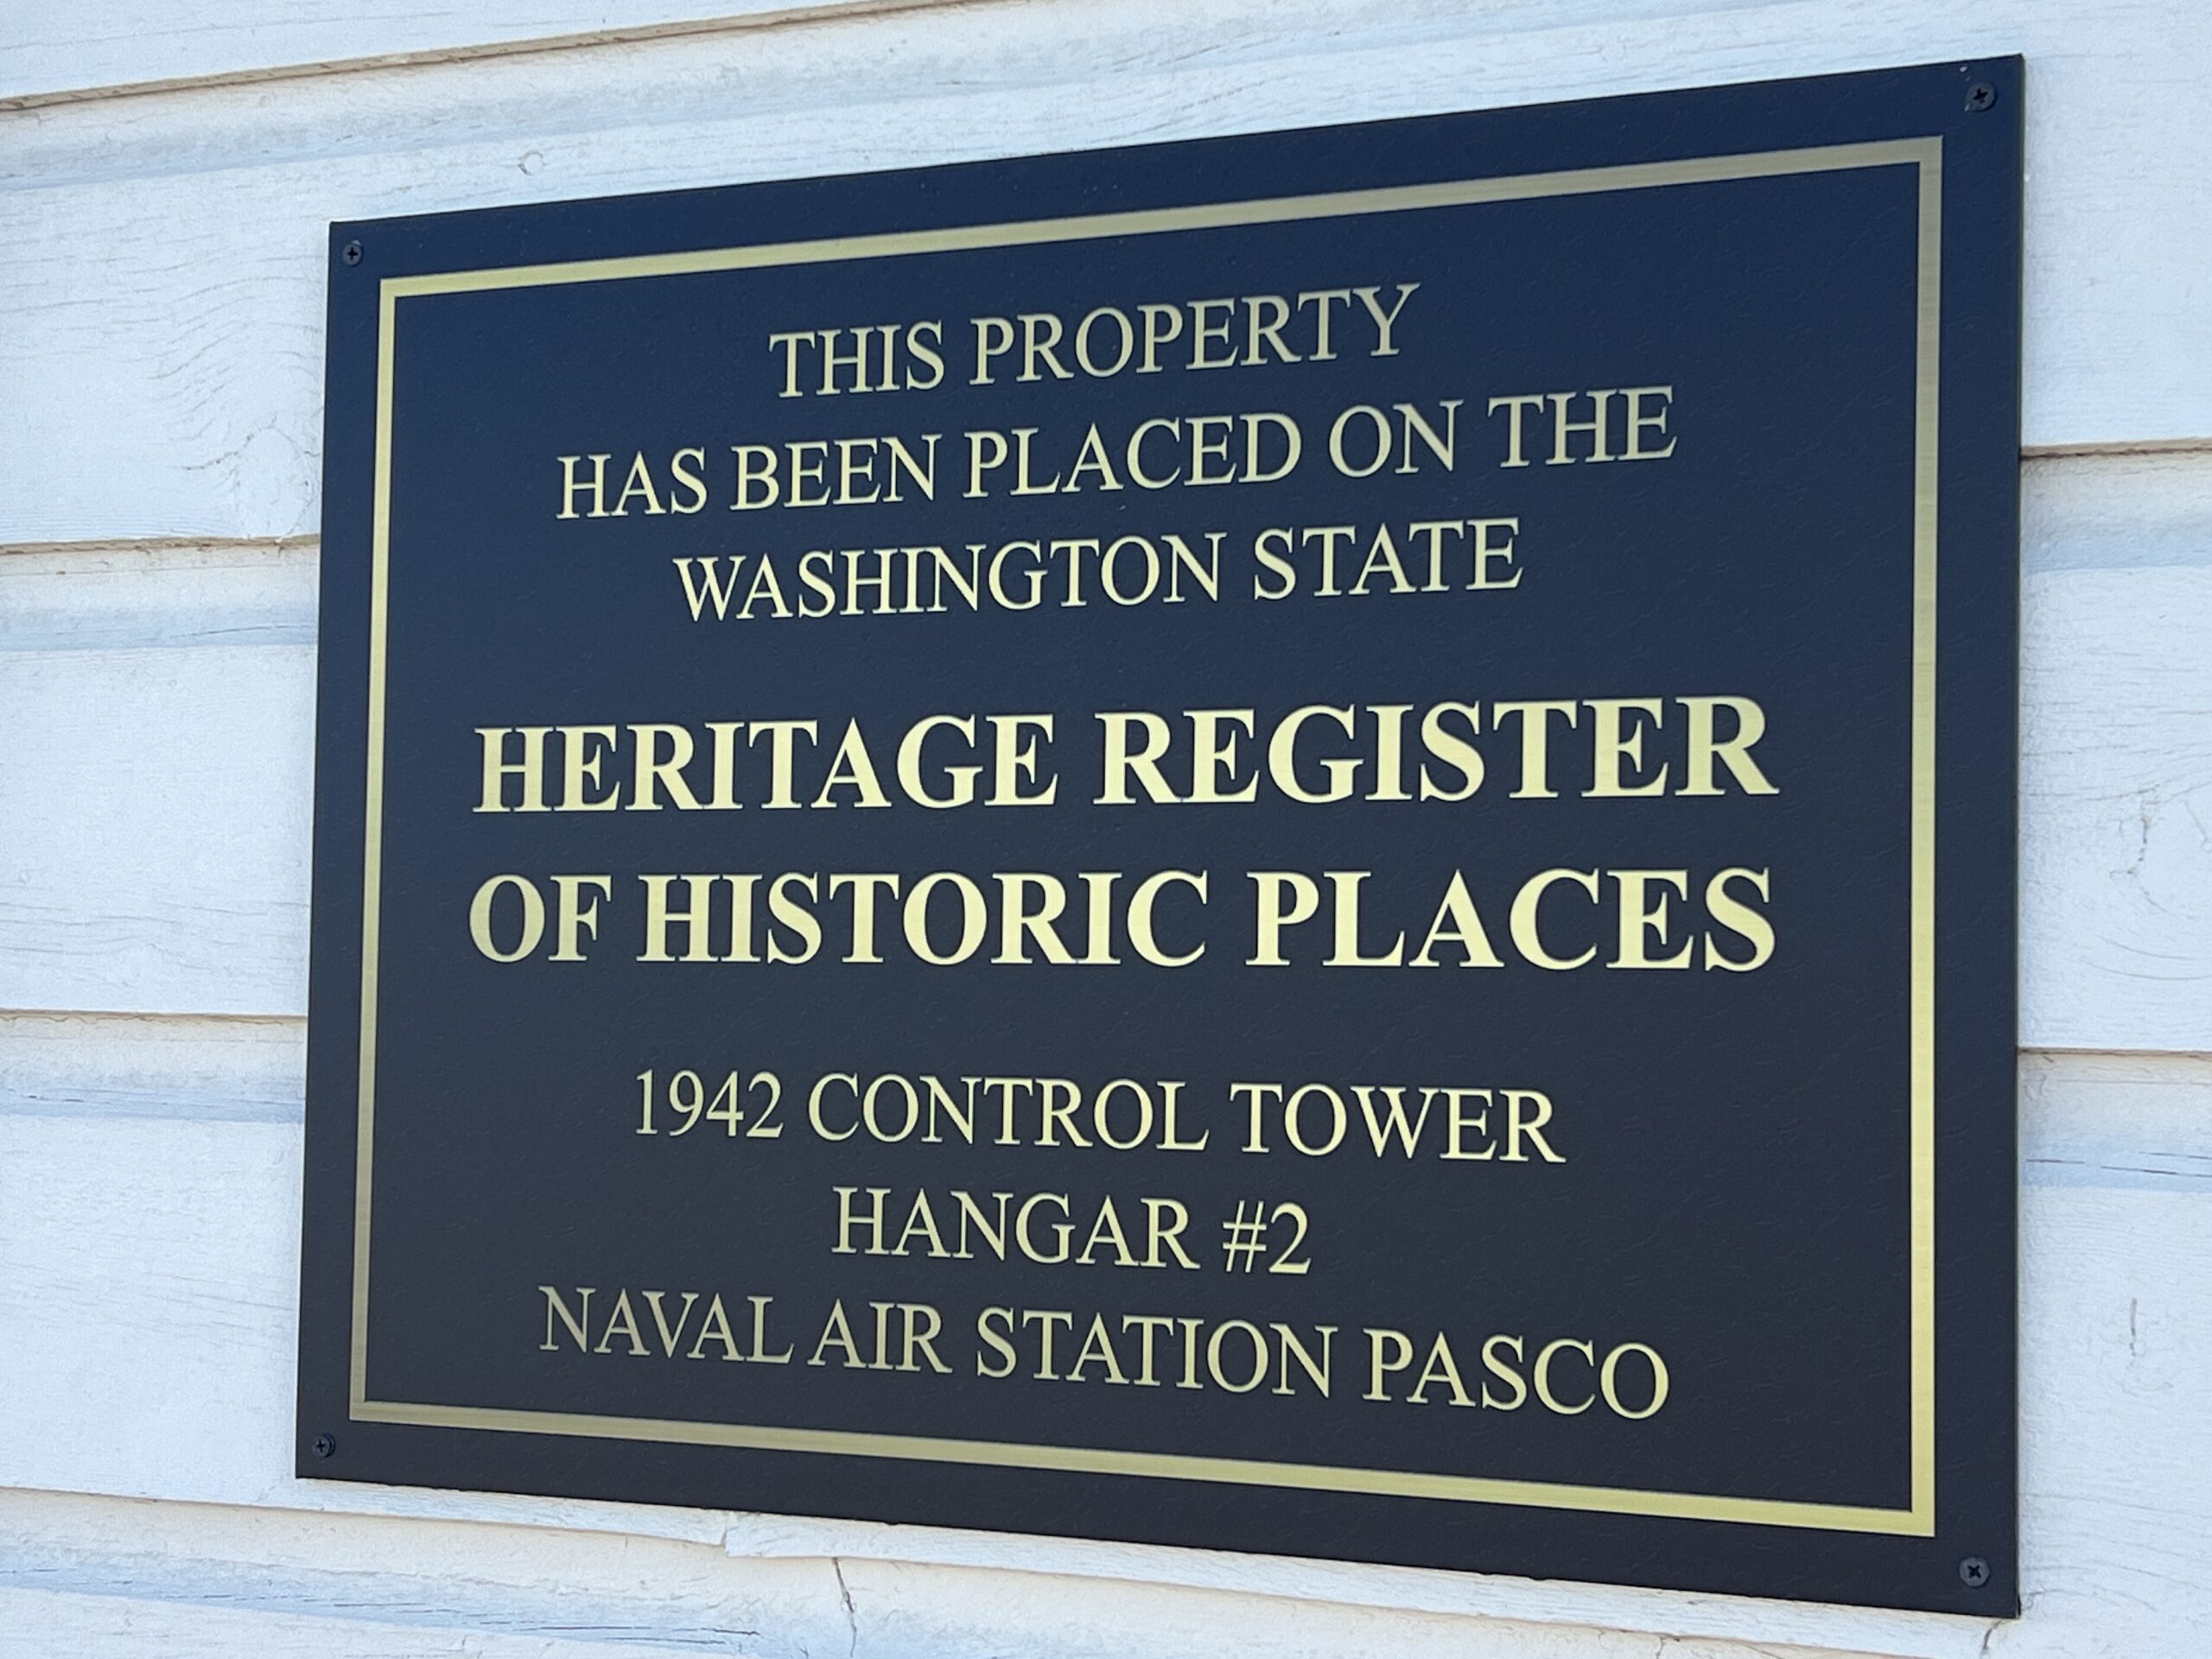 THIS PROPERTY
HAS BEEN PLACED ON THE
WASHINGTON STATE
HERITAGE REGISTER
OF HISTORIC PLACES
1942 CONTROL TOWER
HANGAR #2
NAVAL AIR STATION PASCO